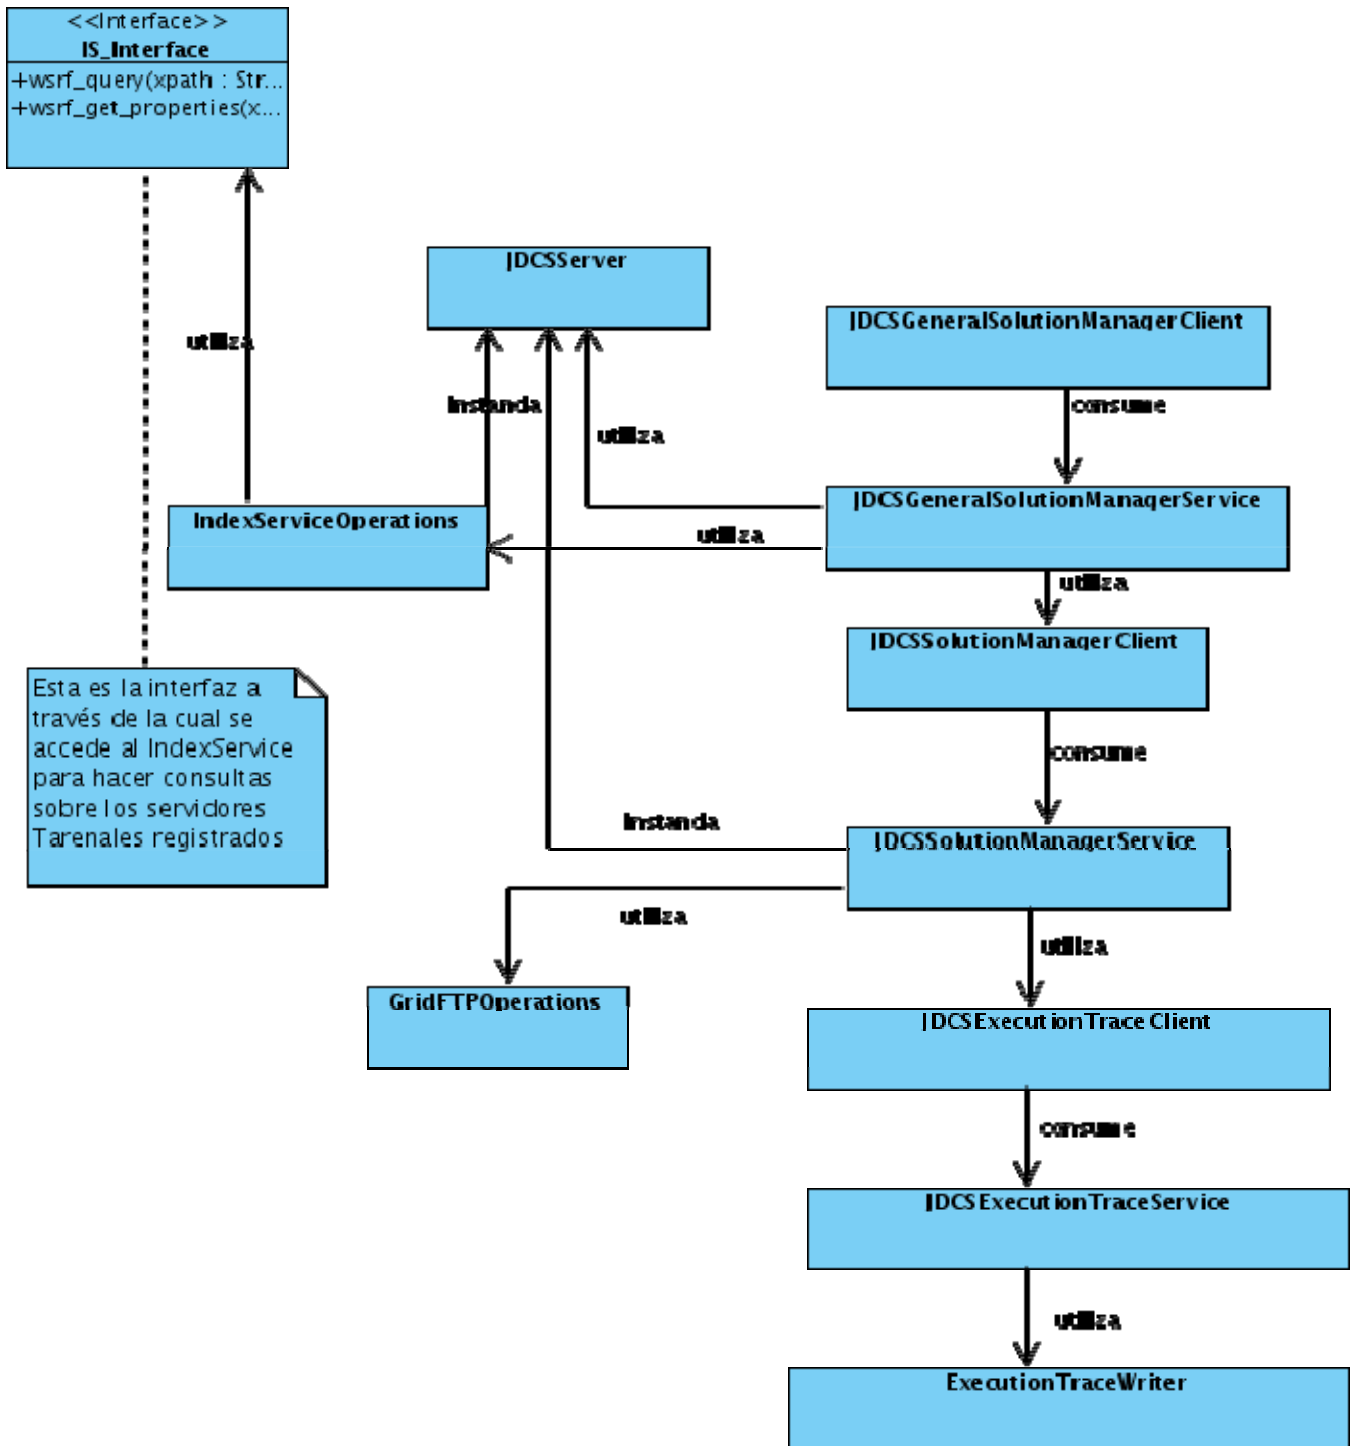 <<Interface>>
IS_Interface
+wsrf_query(xpath : Str...
+wsrf_get_properties(x...
utiliza
JDCSServer
JDCSGeneralSolutionManagerClient
Instancia
utiliza
consume
IndexServiceOperations
JDCSGeneralSolutionManagerService
utiliza
utiliza
JDCSSolutionManagerClient
Esta es la interfaz a
través de la cual se
accede al IndexService
para hacer consultas
sobre los servidores
Tarenales registrados
consume
Instancia
JDCSSolutionManagerService
utiliza
utiliza
GridFTPOperations
JDCSExecutionTraceClient
consume
JDCSExecutionTraceService
utiliza
ExecutionTraceWriter